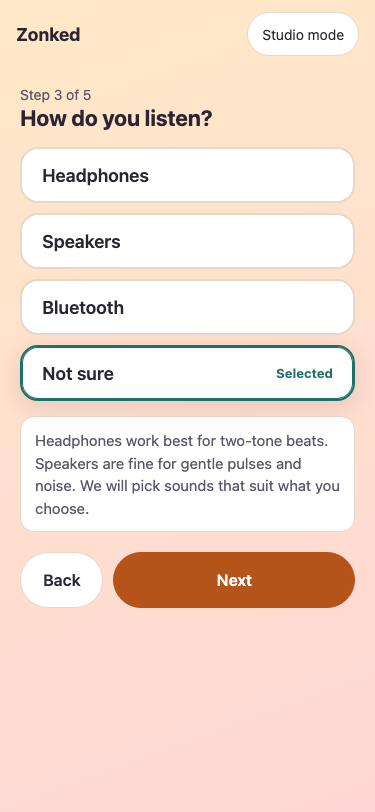 Zonked
Studio mode
Step 3 of 5
How do you listen?
Headphones
Speakers
Bluetooth
Not sure
Selected
Headphones work best for two-tone beats.
Speakers are fine for gentle pulses and
noise. We will pick sounds that suit what you
choose.
Back
Next